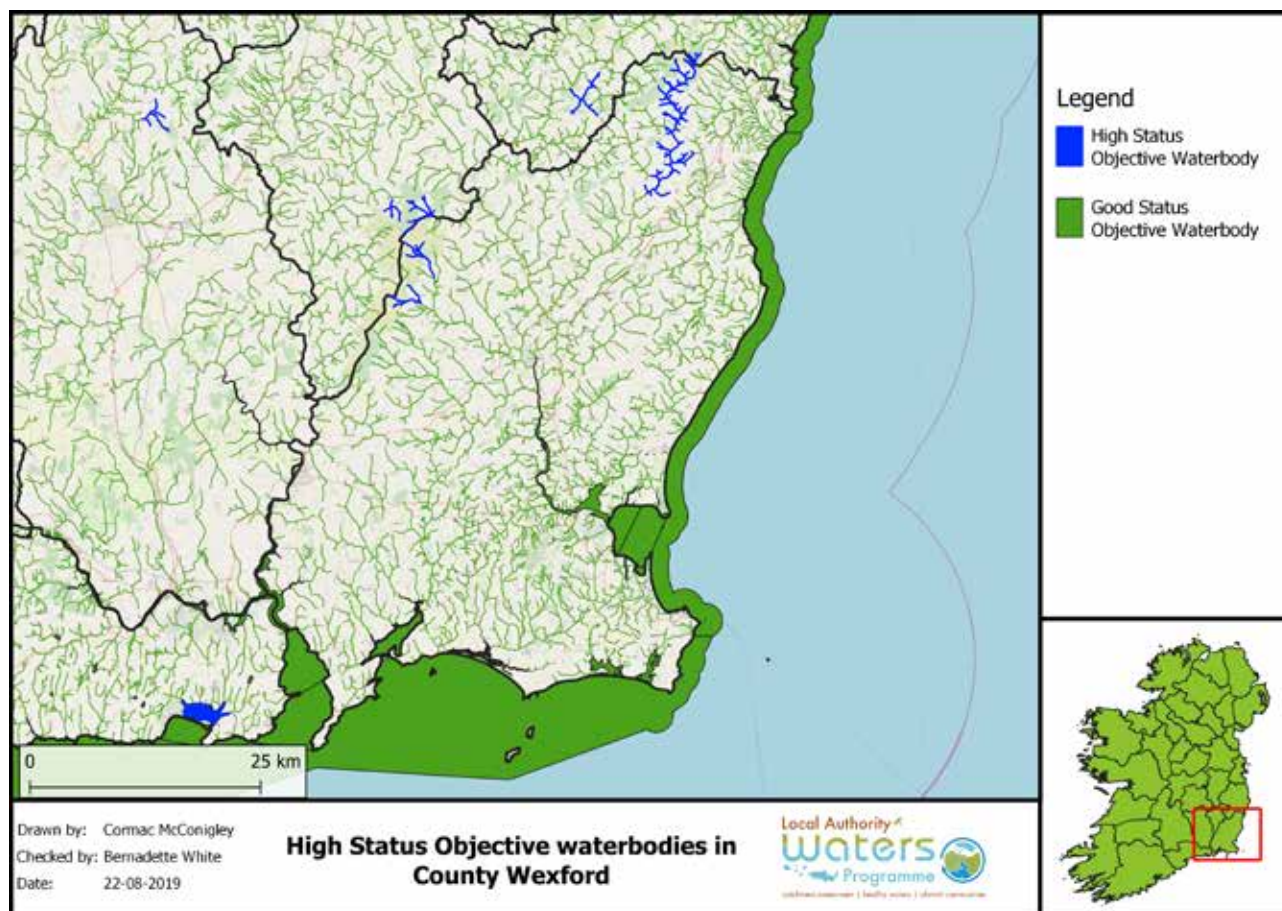 Legend
High Status
Objective Waterbody
Good Status
Objective Waterbody
0 25 km
Drawn by: Cormac McConigley
Checked by: Bernadette White
Date: 22-08-2019
High Status Objective waterbodies in
County Wexford
Local Authority
Waters
Programme